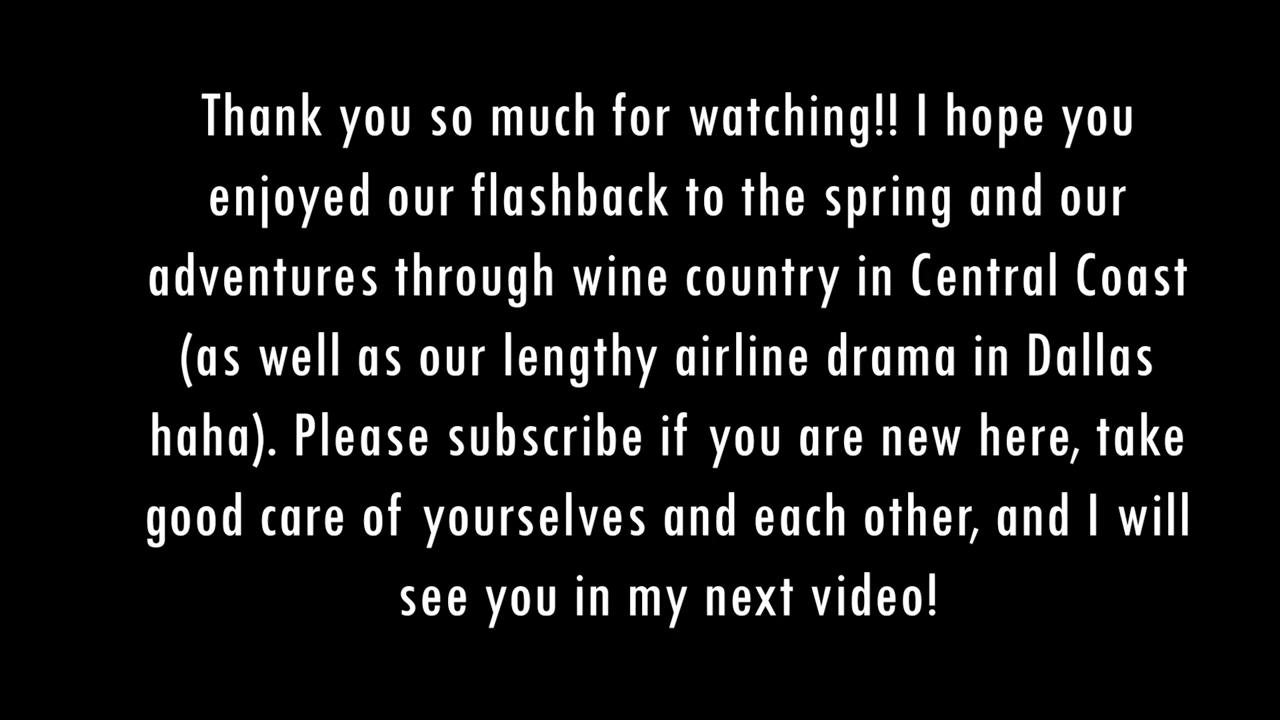 Thank you so much for watching!! I hope you
enjoyed our flashback to the spring and our
adventures through wine country in Central Coast
(as well as our lengthy airline drama in Dallas
haha). Please subscribe if you are new here, take
good care of yourselves and each other, and I will
see you in my next video!